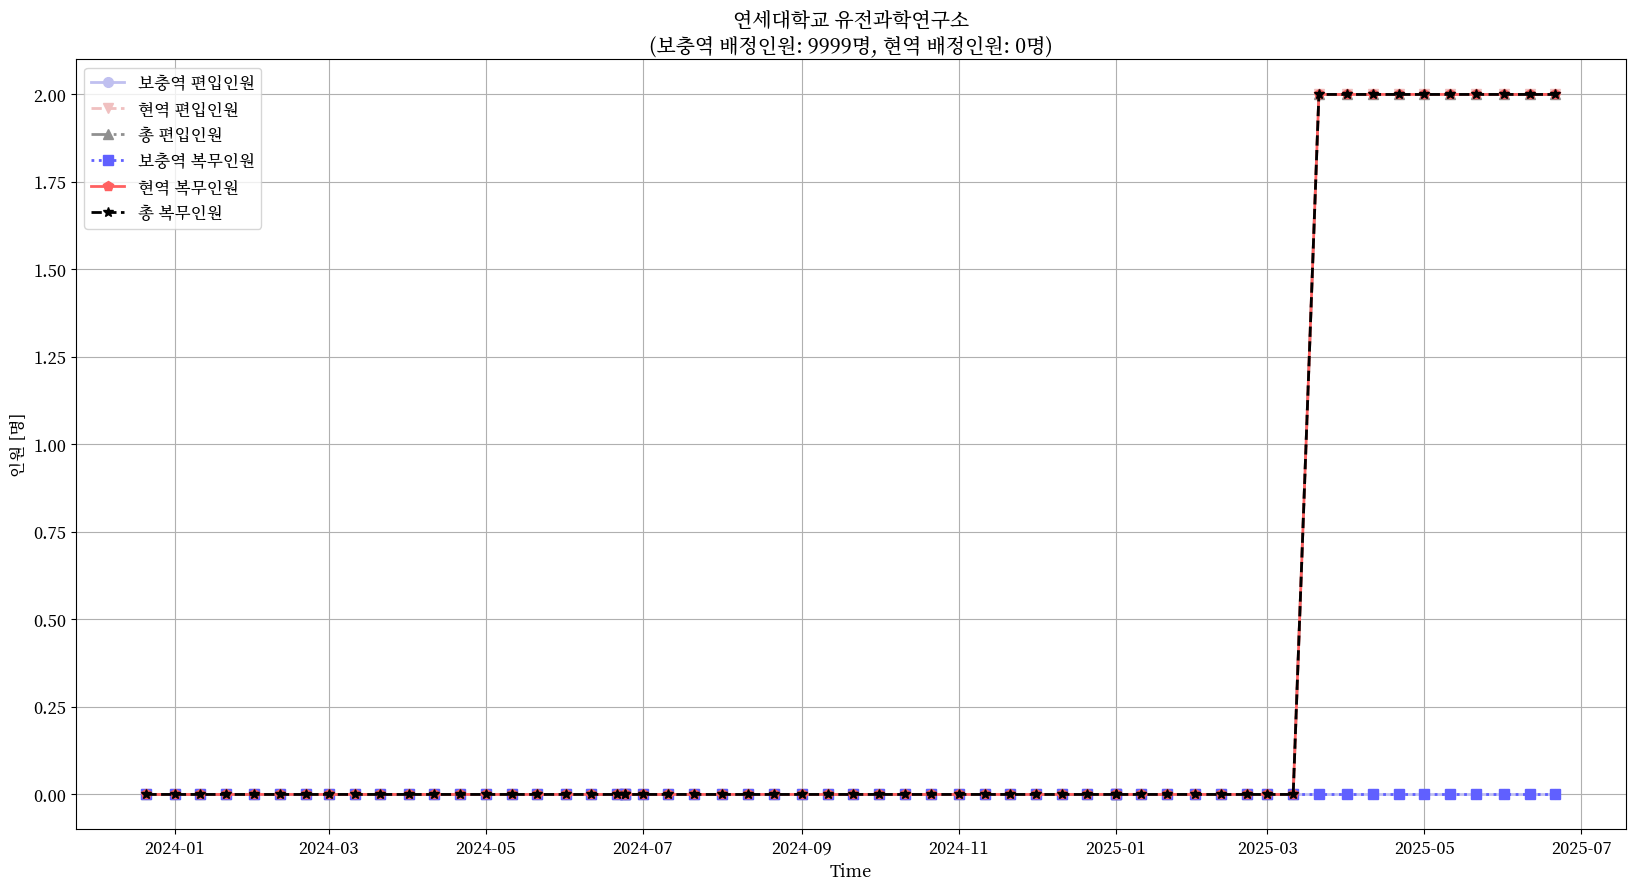 연세대학교 유전과학연구소
(보충역 배정인원: 9999명, 현역 배정인원: 0명)
보충역 편입인원
현역 편입인원
총 편입인원
보충역 복무인원
현역 복무인원
총 복무인원
2.00
1.75
1.50
1.25
1.00
0.75
0.50
0.25
0.00
인원 [명]
2024-01 2024-03 2024-05 2024-07 2024-09 2024-11 2025-01 2025-03 2025-05 2025-07
Time